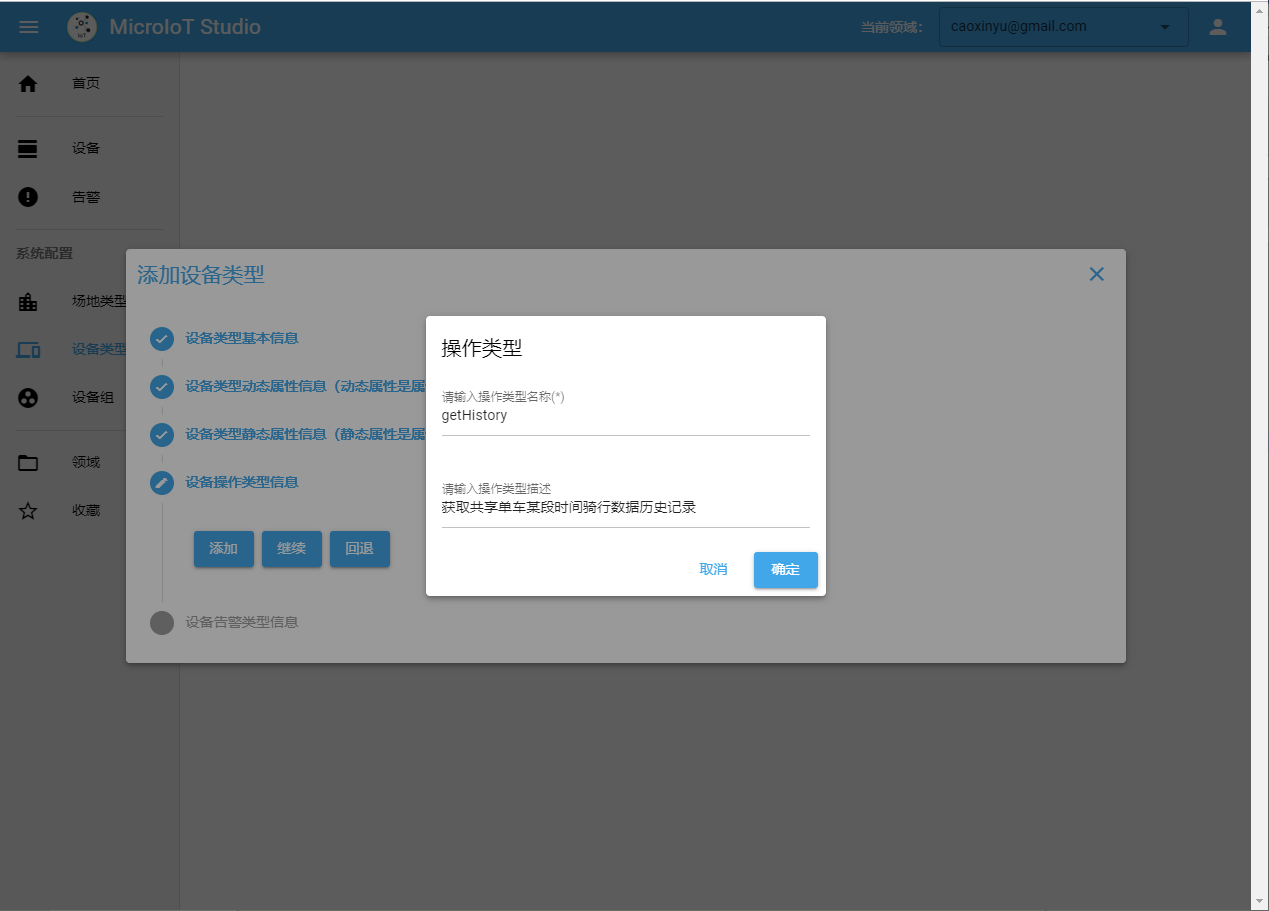 MicroIoT Studio
当前领域:
caoxinyu@gmail.com
首页
设备
告警
系统配置
场地类型
设备类型
设备组
领域
收藏
添加设备类型
设备类型基本信息
设备类型动态属性信息（动态属性是属
设备类型静态属性信息（静态属性是属
设备操作类型信息
添加
继续
回退
设备告警类型信息
操作类型
请输入操作类型名称(*)
getHistory
请输入操作类型描述
获取共享单车某段时间骑行数据历史记录
取消
确定